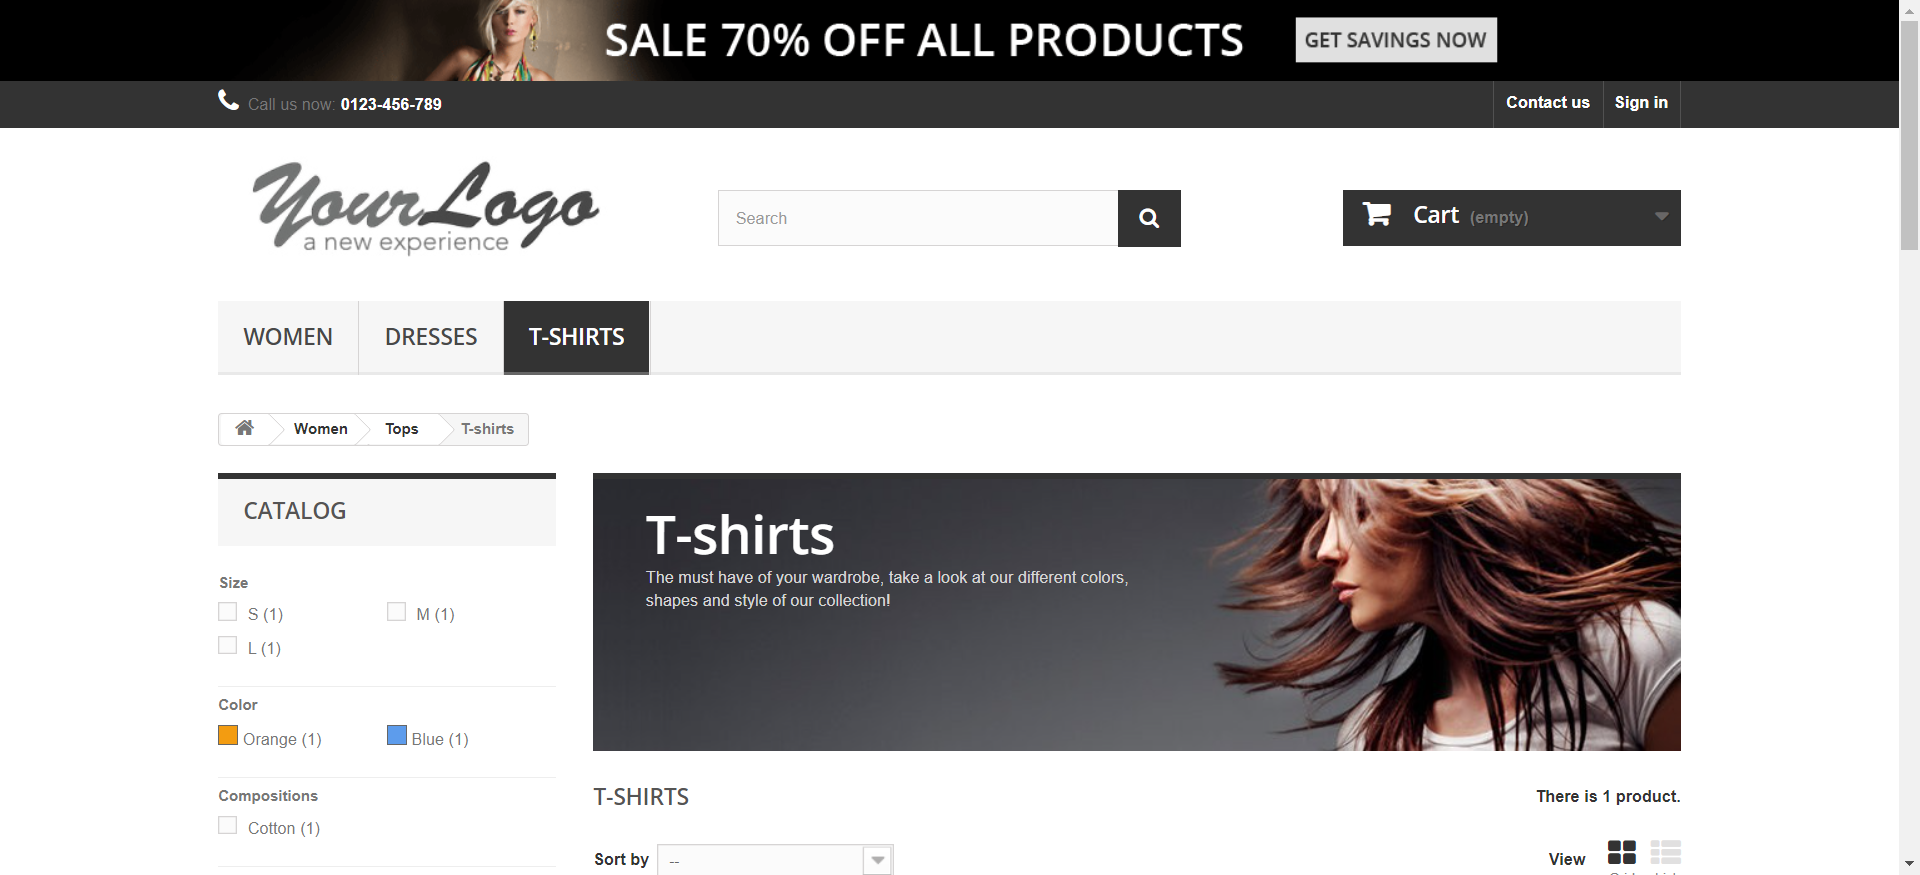 SALE 70% OFF ALL PRODUCTS GET SAVINGS NOW
Call us now: 0123-456-789
Contact us Sign in
YourLogo
a new experience
Search
Cart (empty)
WOMEN DRESSES T-SHIRTS
Women Tops T-shirts
CATALOG
Size
S (1) M (1)
L (1)
Color
Orange (1) Blue (1)
Compositions
Cotton (1)
T-shirts
The must have of your wardrobe, take a look at our different colors,
shapes and style of our collection!
T-SHIRTS There is 1 product.
Sort by -- View